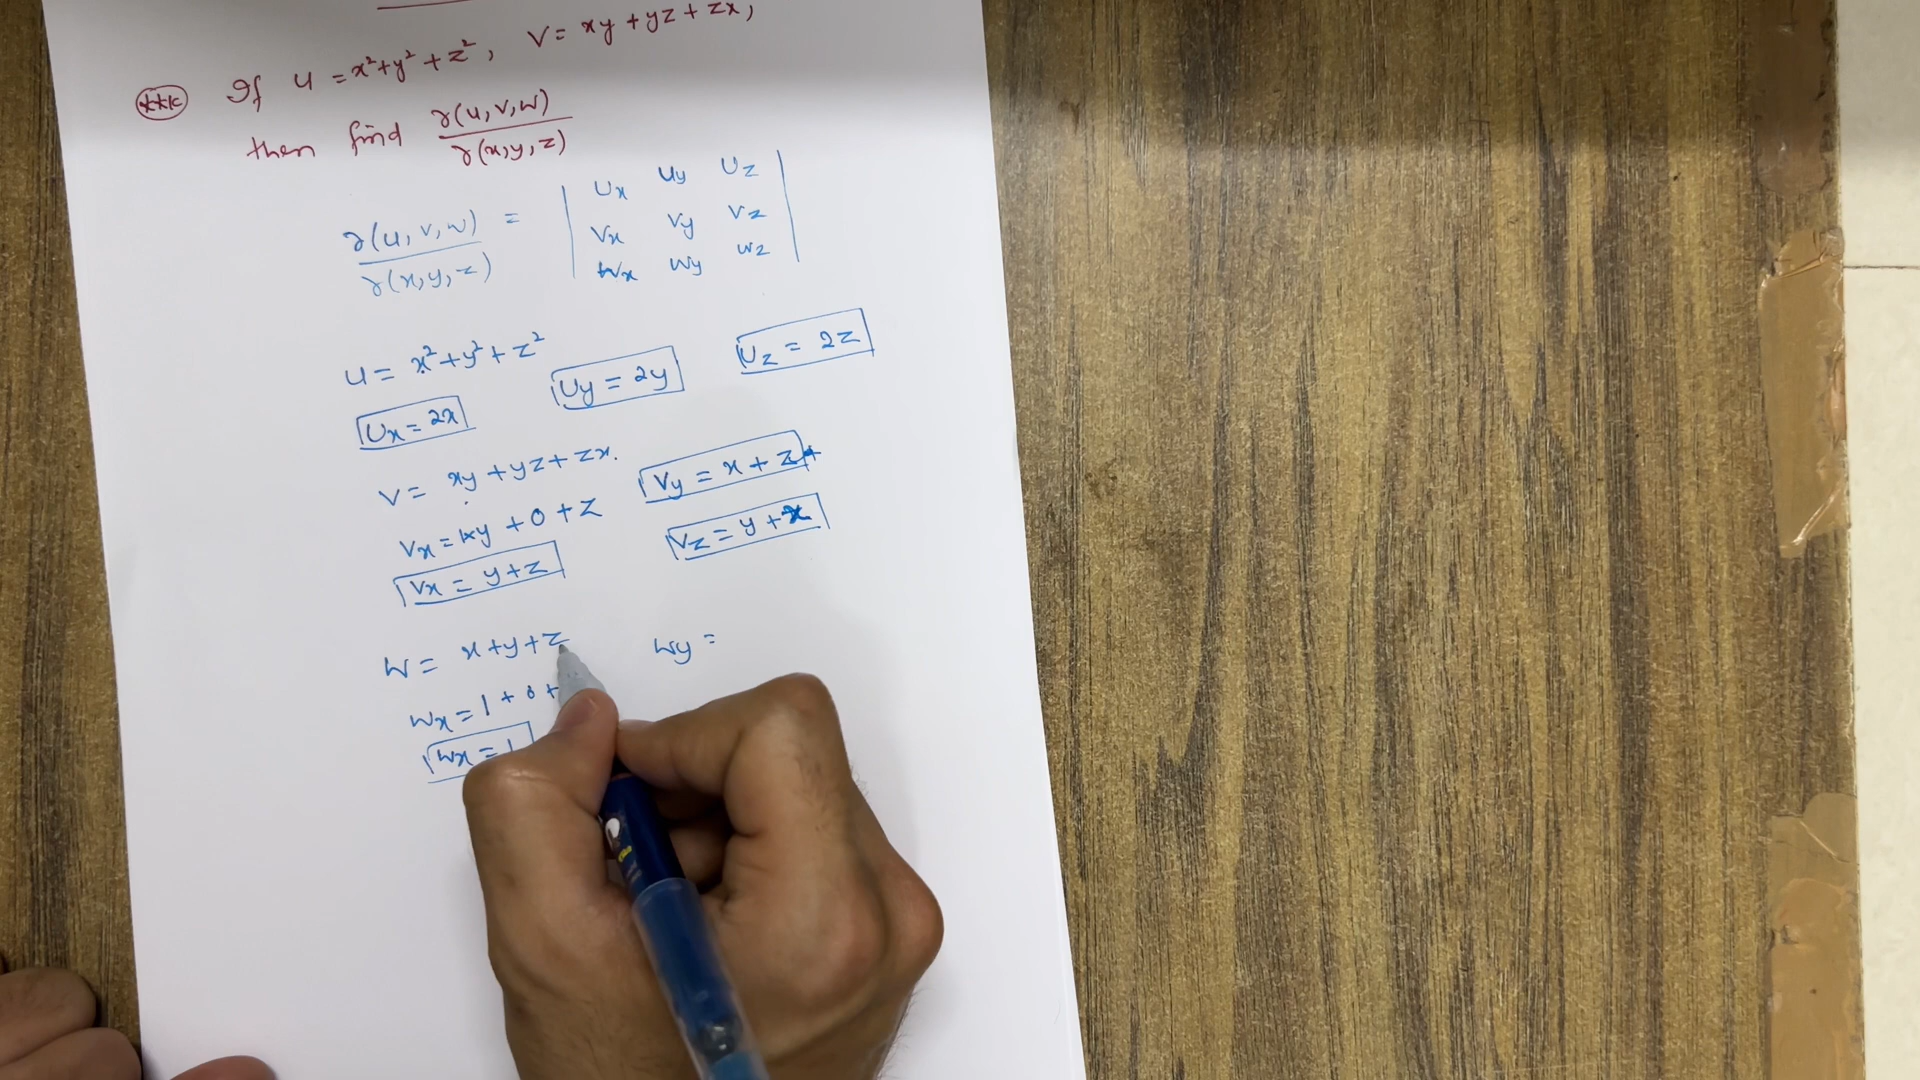 *** If u = x²+y²+z², v = xy+yz+zx,
then find ∂(u,v,w)/∂(x,y,z)
∂(u,v,w)/∂(x,y,z) = | Ux Uy Uz
Vx Vy Vz
Wx Wy Wz |
u = x²+y²+z²
Ux = 2x Uy = 2y Uz = 2z
V = xy+yz+zx.
Vx = 1xy+0+z Vy = x+z
Vx = y+z Vz = y+x
W = x+y+z Wy =
Wx = 1+0+
Wx = 1